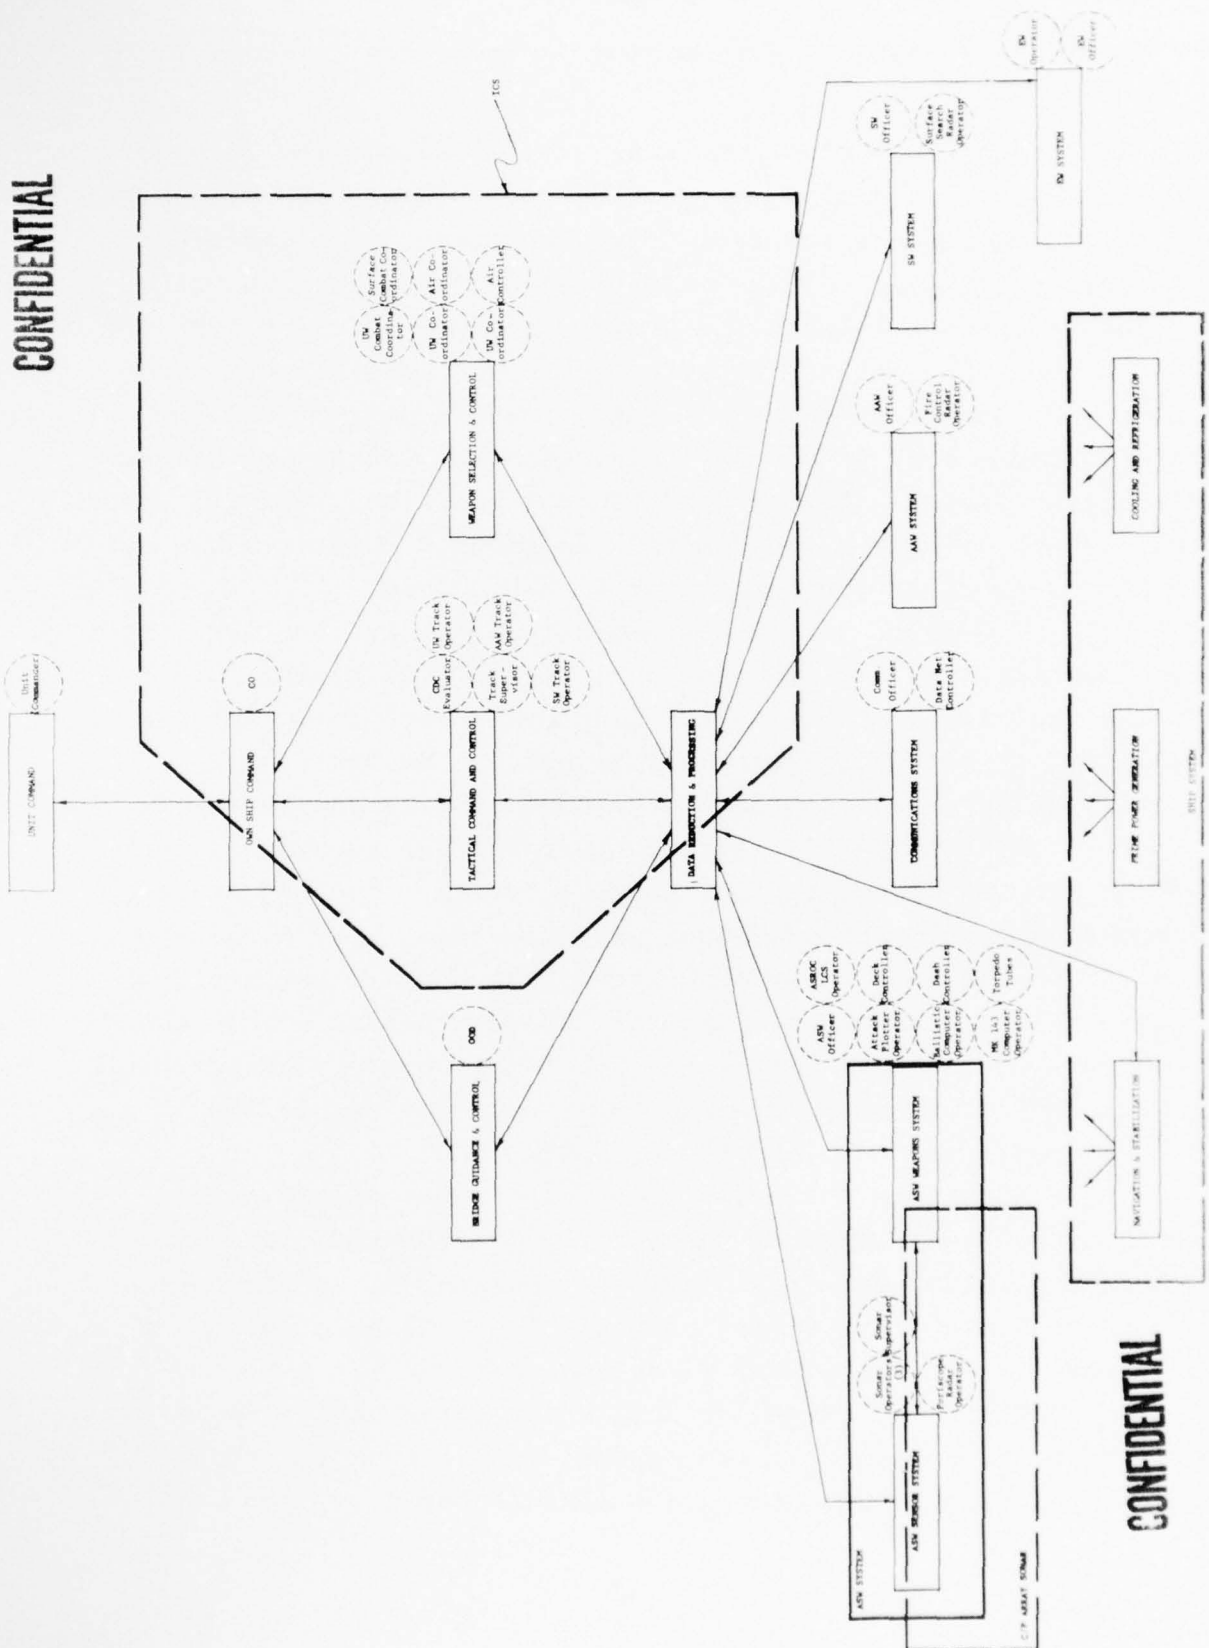 CONFIDENTIAL
UNIT COMMAND
Unit
Commander
OWN SHIP COMMAND
CO
ICS
BRIDGE GUIDANCE & CONTROL
OOD
TACTICAL COMMAND AND CONTROL
CDC
Evaluator
UW Track
Operator
Track
Super-
visor
AAW Track
Operator
SW Track
Operator
WEAPON SELECTION & CONTROL
UW
Combat
Coordina-
tor
Surface
Combat Co-
ordinator
UW Co-
ordinator
Air Co-
ordinator
UW Co-
ordinator
Air
Controller
DATA REDUCTION & PROCESSING
ASW SYSTEM
ASW SENSOR SYSTEM
Sonar
Operators
(3)
Sonar
Supervisor
Periscope
Radar
Operator
ASW WEAPONS SYSTEM
ASW
Officer
ASROC
LCS
Operator
Attack
Plotter
Operator
Deck
Controller
Ballistic
Computer
Operator
Dash
Controller
MK 143
Computer
Operator
Torpedo
Tubes
COMMUNICATIONS SYSTEM
Comm
Officer
Data Net
Controller
AAW SYSTEM
AAW
Officer
Fire
Control
Radar
Operator
SW SYSTEM
SW
Officer
Surface
Search
Radar
Operator
EW SYSTEM
EW
Operator
EW
Officer
C/P ARRAY SONAR
NAVIGATION & STABILIZATION
PRIME POWER GENERATION
COOLING AND REFRIGERATION
SHIP SYSTEM
CONFIDENTIAL